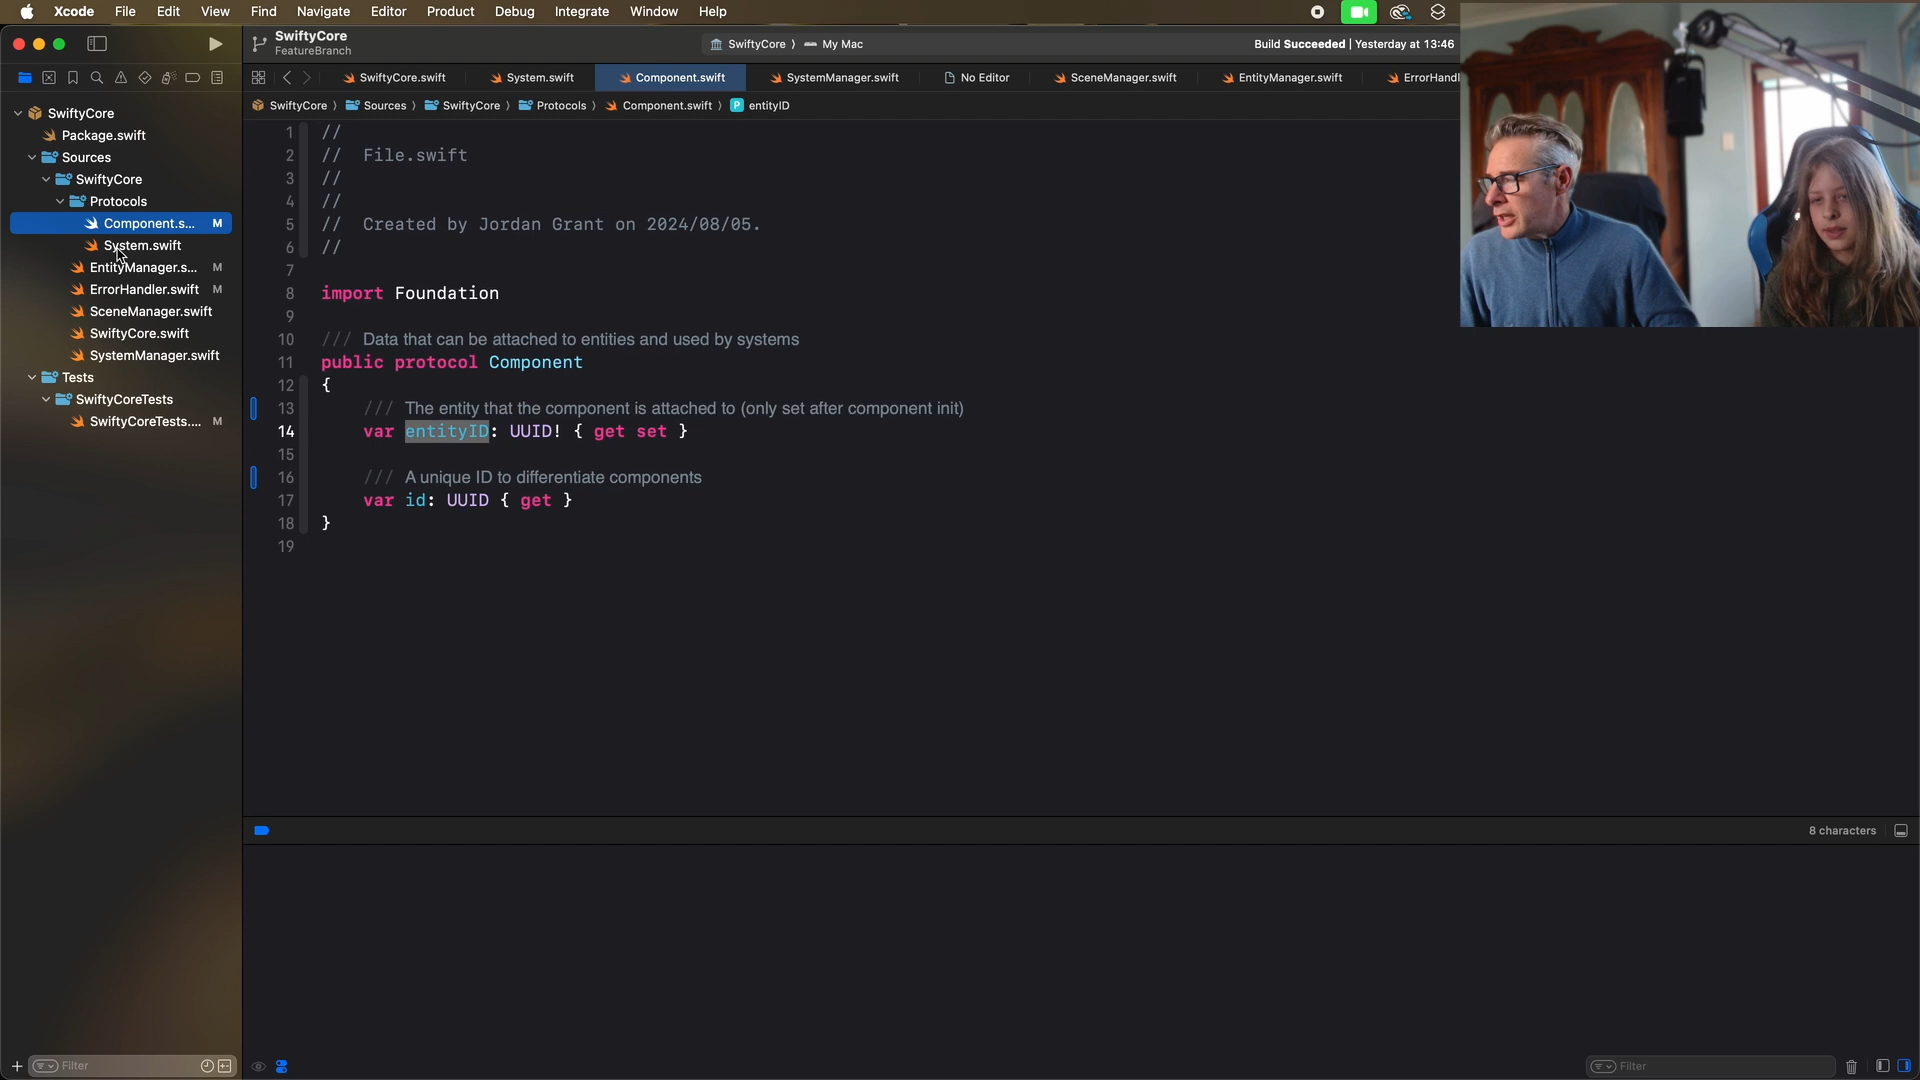 Xcode File Edit View Find Navigate Editor Product Debug Integrate Window Help
SwiftyCore
FeatureBranch
SwiftyCore 〉 My Mac
Build Succeeded | Yesterday at 13:46
SwiftyCore.swift System.swift Component.swift SystemManager.swift No Editor SceneManager.swift EntityManager.swift ErrorHandl
SwiftyCore 〉 Sources 〉 SwiftyCore 〉 Protocols 〉 Component.swift 〉 P entityID
SwiftyCore
Package.swift
Sources
SwiftyCore
Protocols
Component.s... M
System.swift
EntityManager.s... M
ErrorHandler.swift M
SceneManager.swift
SwiftyCore.swift
SystemManager.swift
Tests
SwiftyCoreTests
SwiftyCoreTests.... M
1 //
2 // File.swift
3 //
4 //
5 // Created by Jordan Grant on 2024/08/05.
6 //
7
8 import Foundation
9
10 /// Data that can be attached to entities and used by systems
11 public protocol Component
12 {
13 /// The entity that the component is attached to (only set after component init)
14 var entityID: UUID! { get set }
15
16 /// A unique ID to differentiate components
17 var id: UUID { get }
18 }
19
8 characters
Filter
Filter